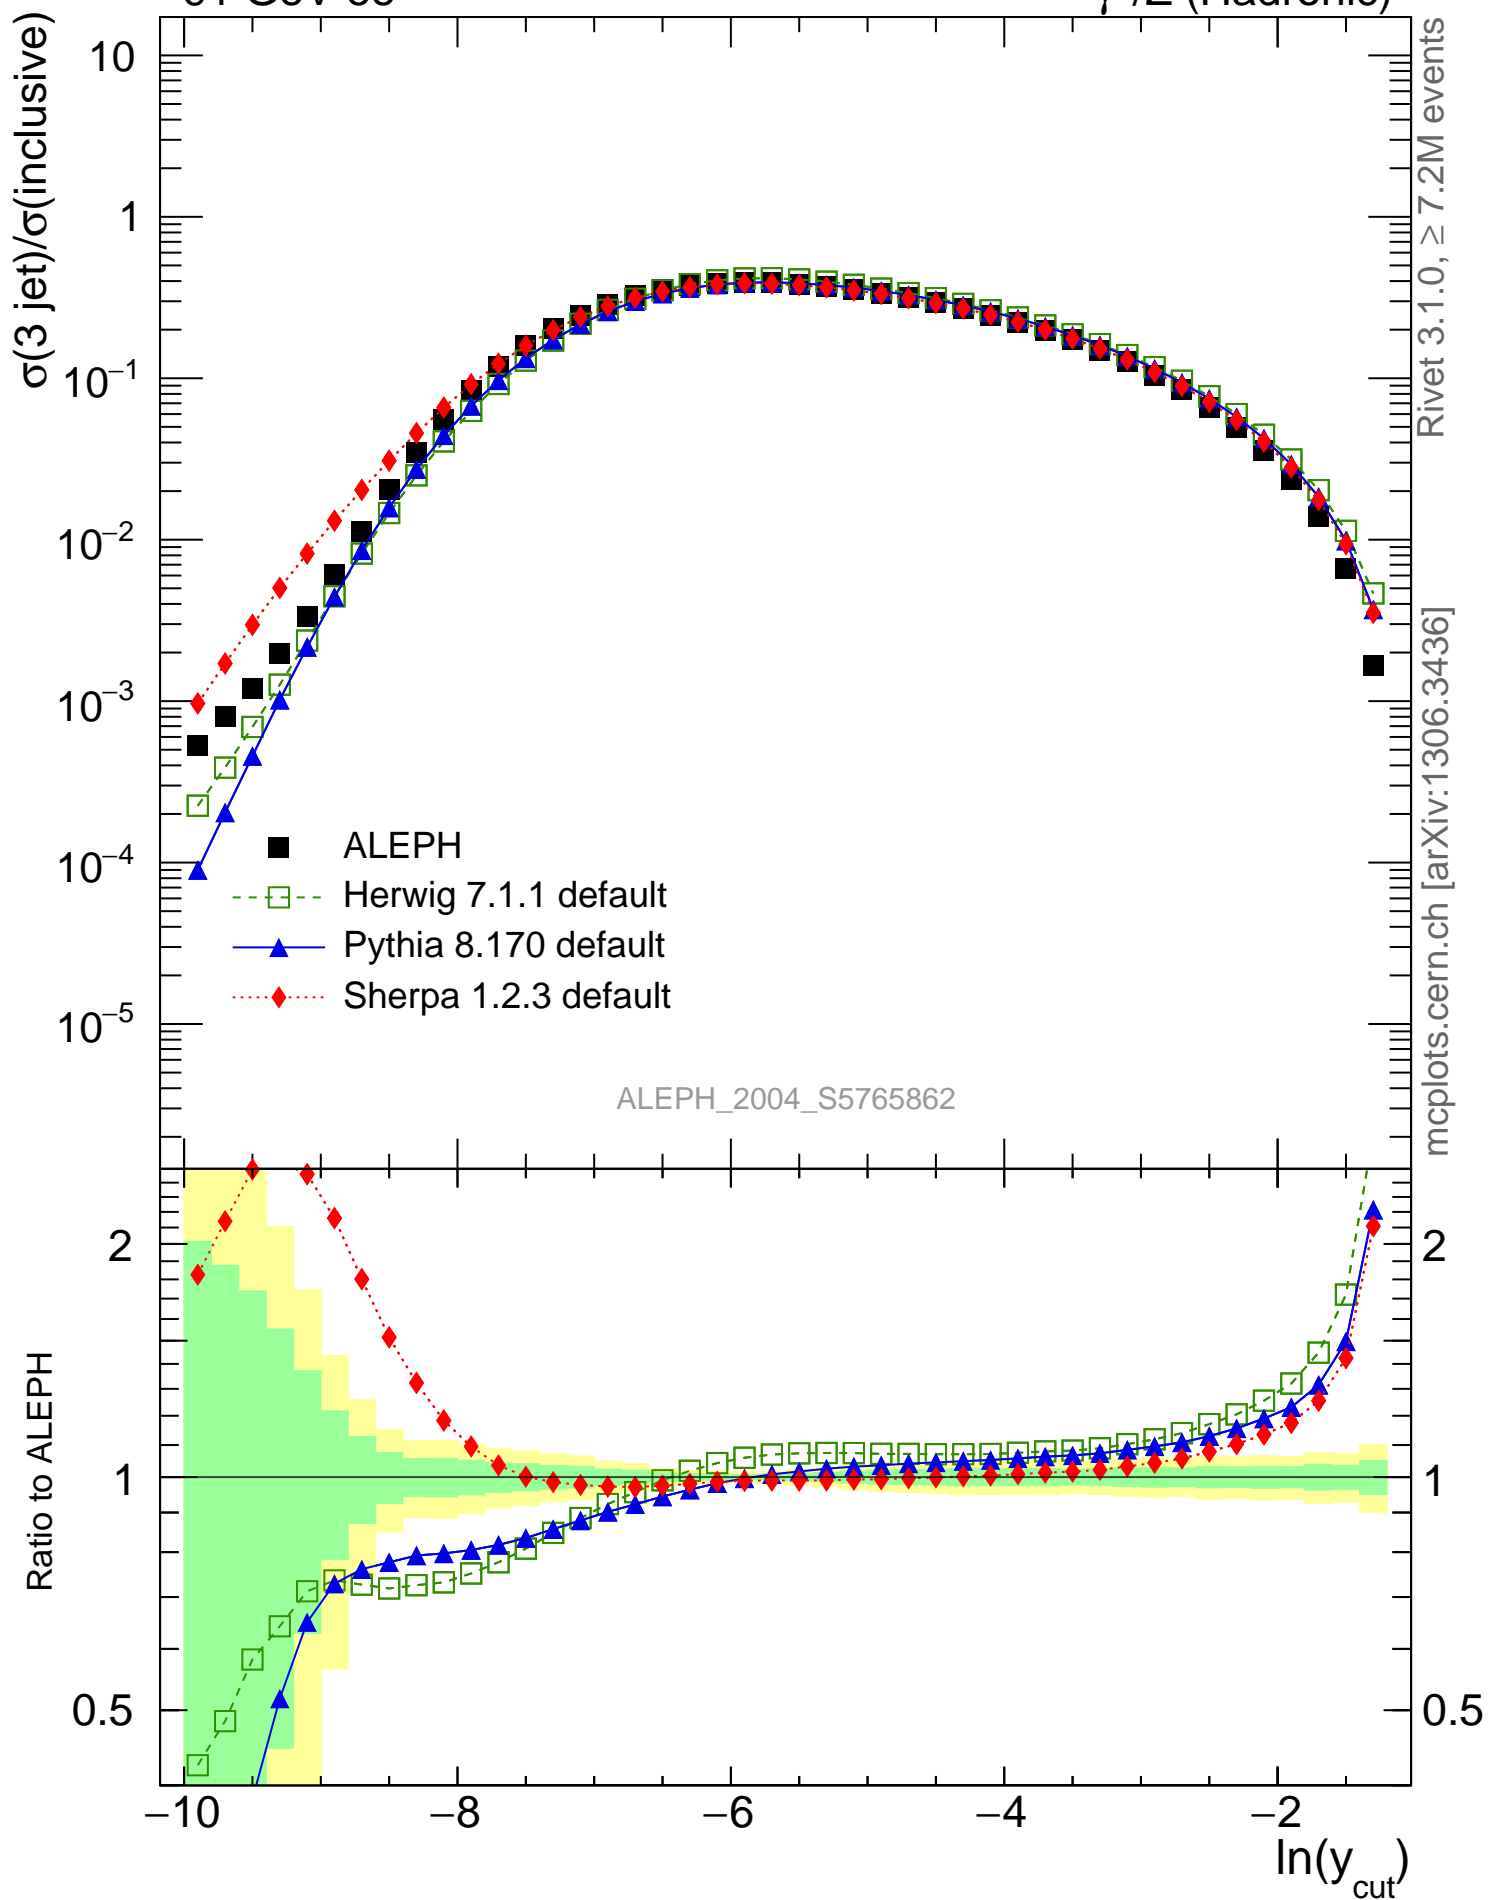 σ(3 jet)/σ(inclusive)
10
1
10⁻¹
10⁻²
10⁻³
10⁻⁴
10⁻⁵
ALEPH
Herwig 7.1.1 default
Pythia 8.170 default
Sherpa 1.2.3 default
ALEPH_2004_S5765862
Rivet 3.1.0, ≥ 7.2M events
mcplots.cern.ch [arXiv:1306.3436]
Ratio to ALEPH
2
1
0.5
2
1
0.5
−10 −8 −6 −4 −2
ln(y_cut)